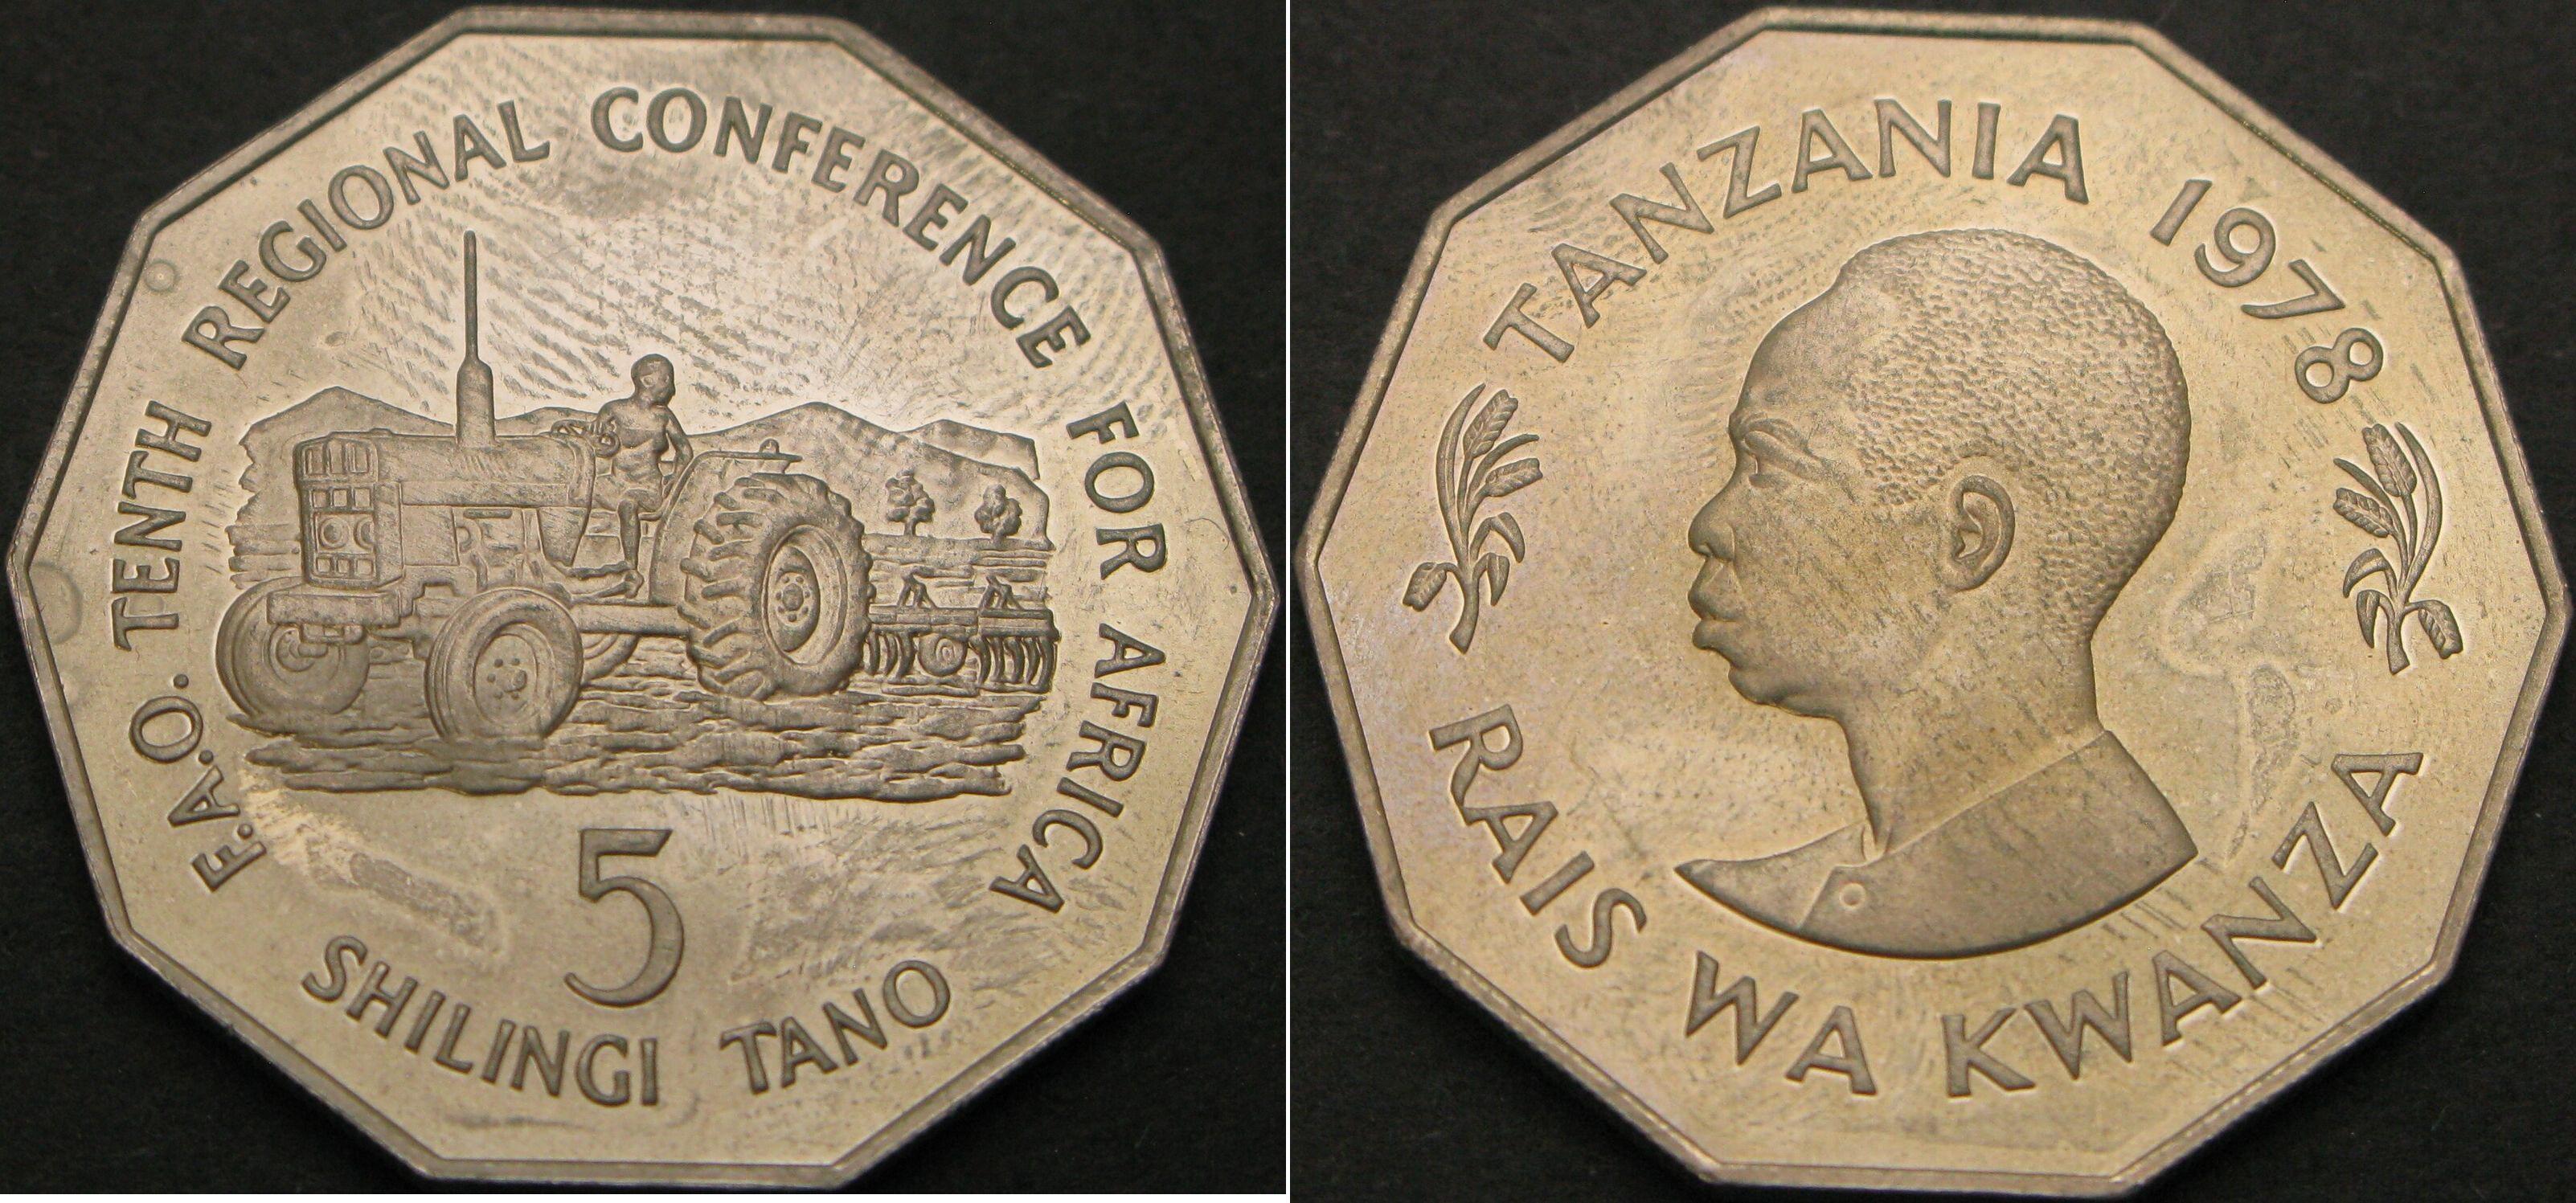 F.A.O. TENTH REGIONAL CONFERENCE FOR AFRICA
5
SHILINGI TANO
TANZANIA 1978
RAIS WA KWANZA